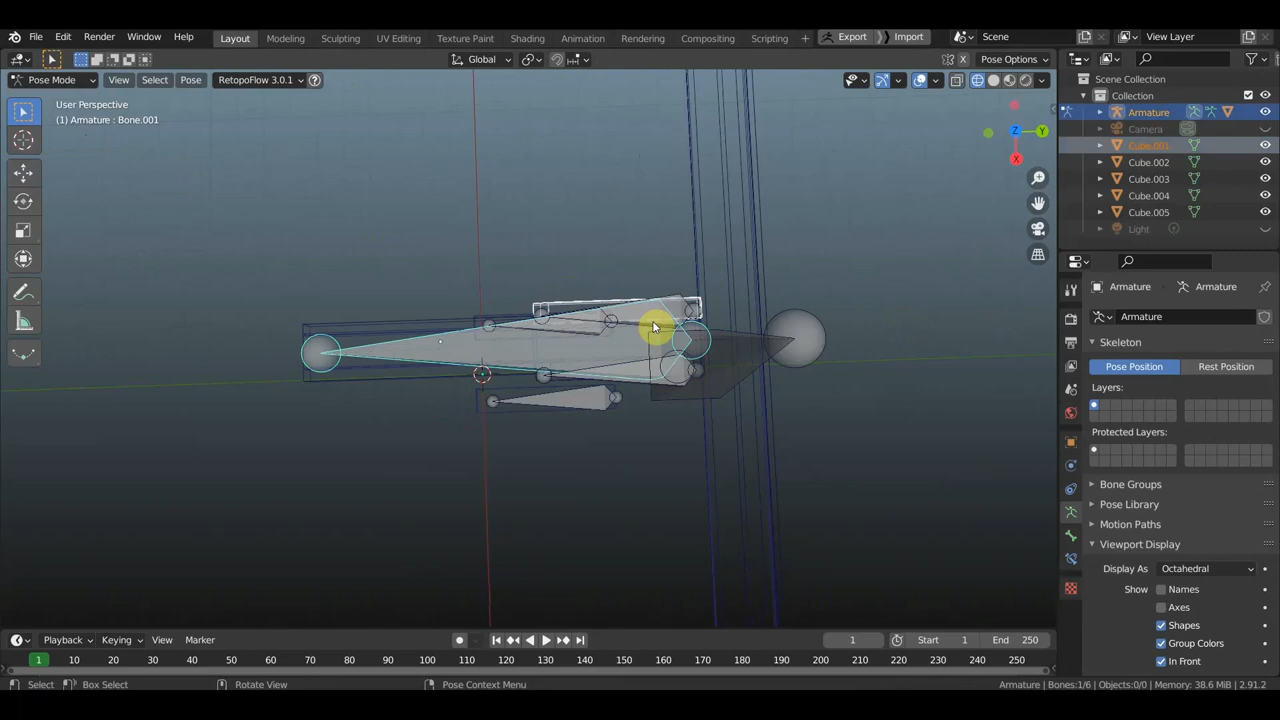 File Edit Render Window Help Layout Modeling Sculpting UV Editing Texture Paint Shading Animation Rendering Compositing Scripting + Export Import Scene View Layer
Global X Pose Options
Pose Mode View Select Pose RetopoFlow 3.0.1 ?
User Perspective
(1) Armature : Bone.001
Z Y X
Scene Collection
Collection
Armature
Camera
Cube.001
Cube.002
Cube.003
Cube.004
Cube.005
Light
Armature Armature
Armature
Skeleton
Pose Position Rest Position
Layers:
Protected Layers:
Bone Groups
Pose Library
Motion Paths
Viewport Display
Display As Octahedral
Show Names
Axes
Shapes
Group Colors
In Front
Playback Keying View Marker 1 Start 1 End 250
1 10 20 30 40 50 60 70 80 90 100 110 120 130 140 150 160 170 180 190 200 210 220 230 240 250
Select Box Select Rotate View Pose Context Menu Armature | Bones:1/6 | Objects:0/0 | Memory: 38.6 MiB | 2.91.2